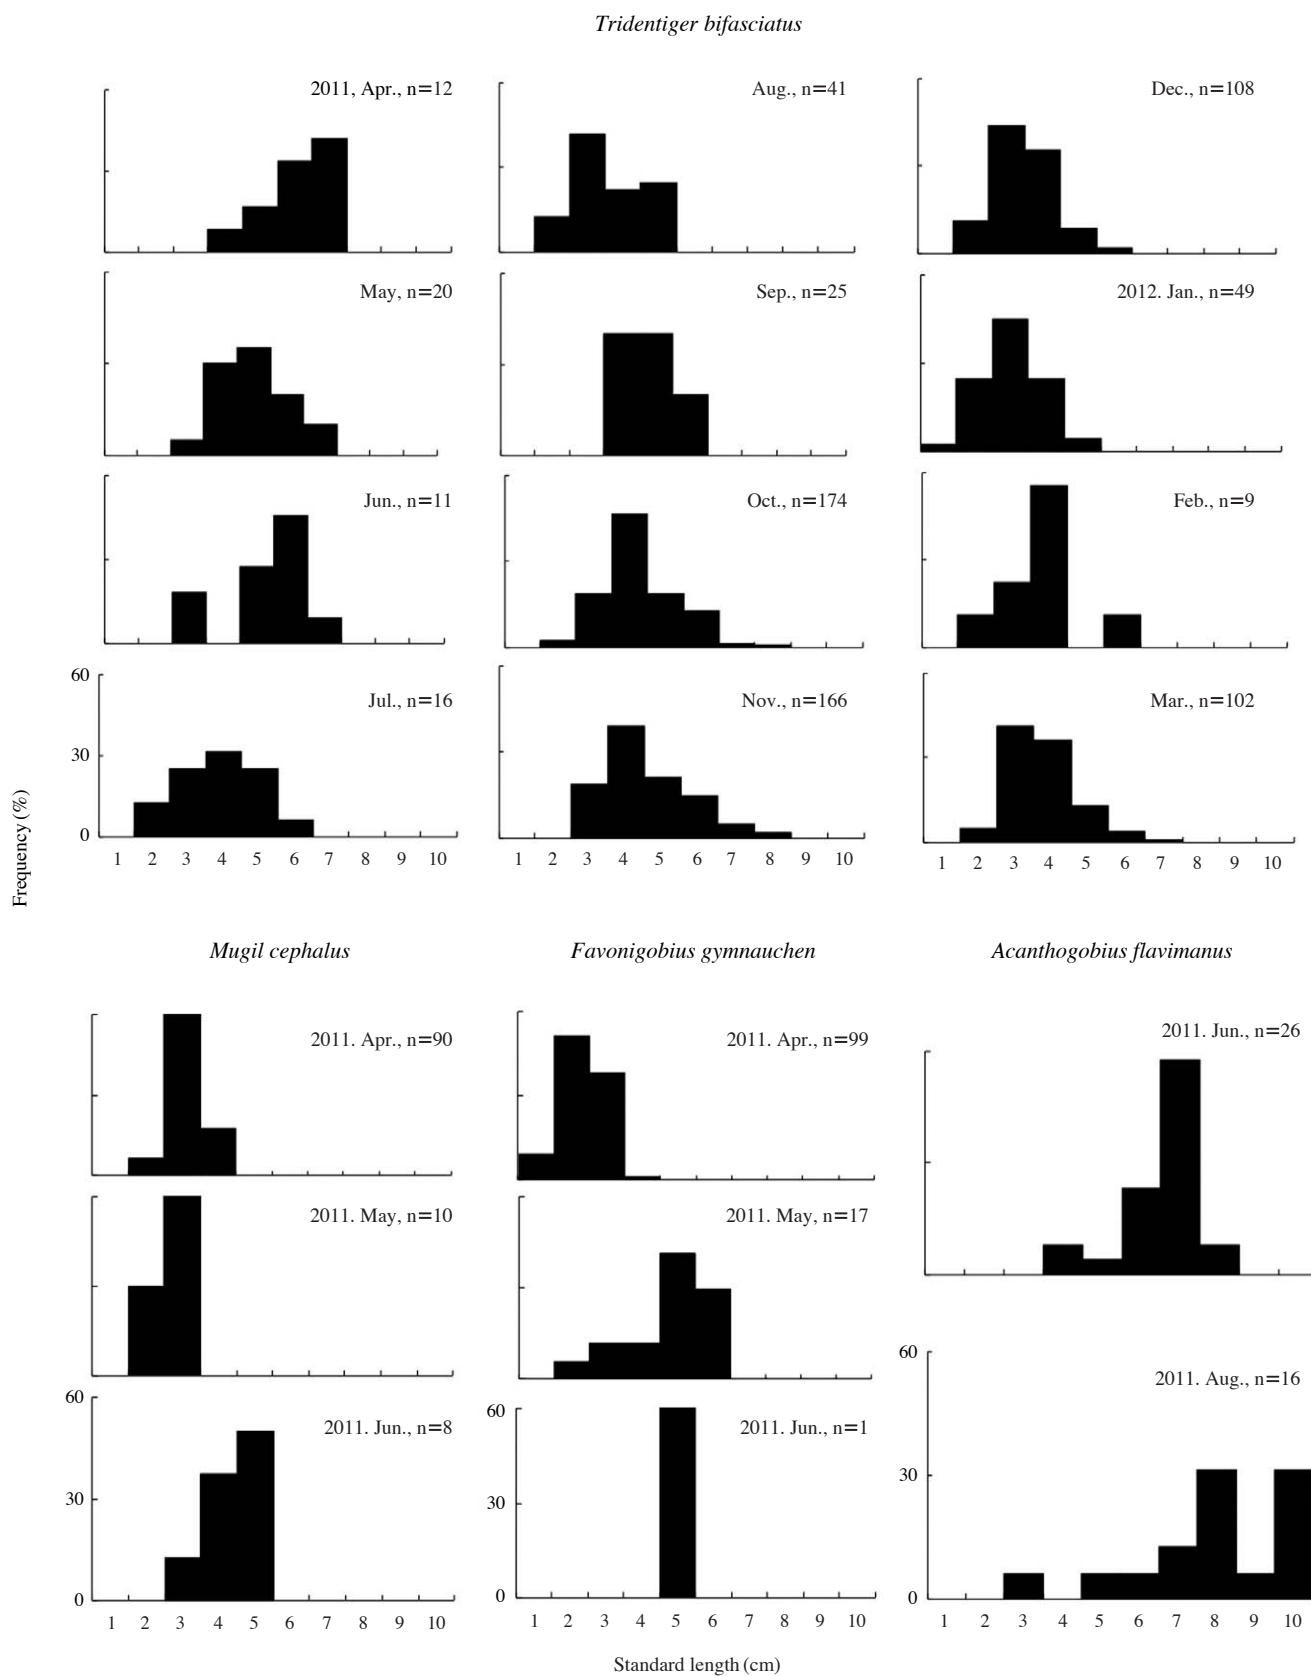 Tridentiger bifasciatus
2011, Apr., n=12
Aug., n=41
Dec., n=108
May, n=20
Sep., n=25
2012. Jan., n=49
Jun., n=11
Oct., n=174
Feb., n=9
60
30
0
Jul., n=16
Nov., n=166
Mar., n=102
1 2 3 4 5 6 7 8 9 10
1 2 3 4 5 6 7 8 9 10
1 2 3 4 5 6 7 8 9 10
Frequency (%)
Mugil cephalus
Favonigobius gymnauchen
Acanthogobius flavimanus
2011. Apr., n=90
2011. Apr., n=99
2011. Jun., n=26
2011. May, n=10
2011. May, n=17
60
30
0
2011. Jun., n=8
60
30
0
2011. Jun., n=1
60
30
0
2011. Aug., n=16
1 2 3 4 5 6 7 8 9 10
1 2 3 4 5 6 7 8 9 10
1 2 3 4 5 6 7 8 9 10
Standard length (cm)